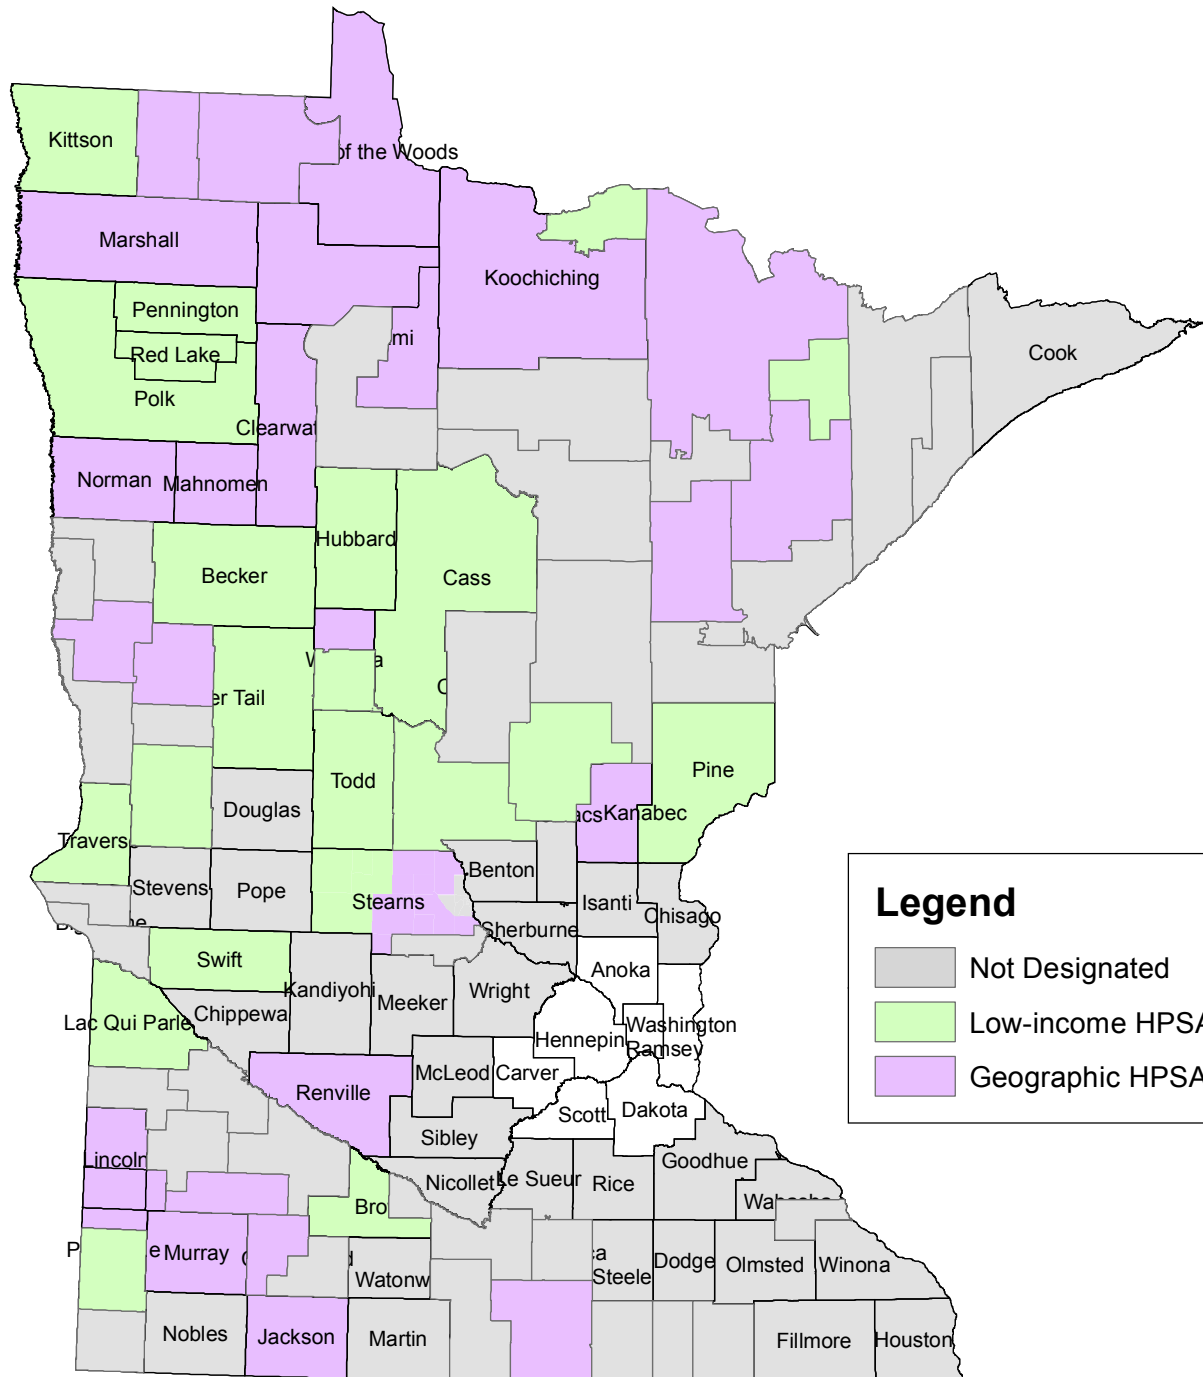 Kittson
of the Woods
Marshall
Koochiching
Pennington
Red Lake
mi
Cook
Polk
Clearwat
Norman
Mahnomen
Hubbard
Becker
Cass
er Tail
Todd
Pine
Douglas
Kanabec
acs
Travers
Benton
Stevens
Pope
Stearns
Isanti
Chisago
Sherburne
Swift
Anoka
Kandiyohi
Wright
Meeker
Chippewa
Lac Qui Parle
Washington
Hennepin
Ramsey
McLeod
Carver
Renville
Scott
Dakota
Sibley
Lincoln
Goodhue
Nicollet
Le Sueur
Rice
Bro
Murray
Dodge
Olmsted
Winona
Steele
Watonw
Nobles
Jackson
Martin
Fillmore
Houston
Legend
Not Designated
Low-income HPSA
Geographic HPSA